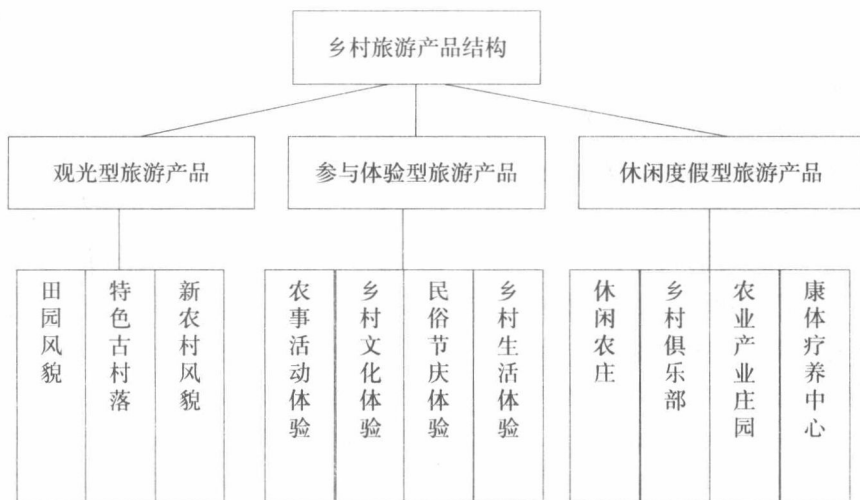 乡村旅游产品结构
观光型旅游产品
参与体验型旅游产品
休闲度假型旅游产品
田园风貌
特色古村落
新农村风貌
农事活动体验
乡村文化体验
民俗节庆体验
乡村生活体验
休闲农庄
乡村俱乐部
农业产业庄园
康体疗养中心